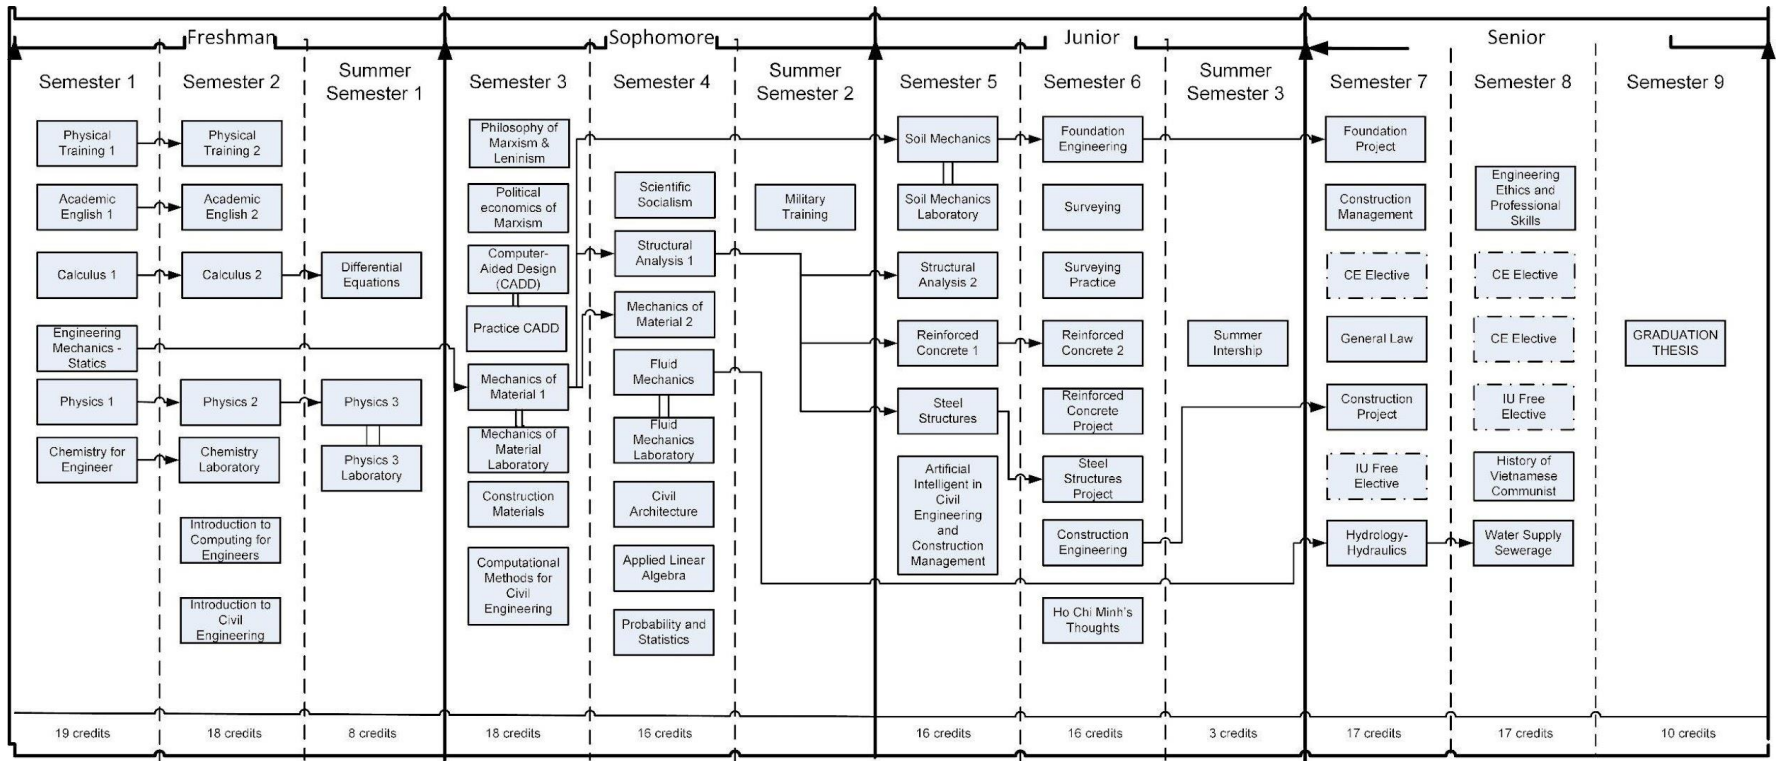 Freshman
Sophomore
Junior
Senior
Semester 1
Semester 2
Summer
Semester 1
Semester 3
Semester 4
Summer
Semester 2
Semester 5
Semester 6
Summer
Semester 3
Semester 7
Semester 8
Semester 9
Physical
Training 1
Academic
English 1
Calculus 1
Engineering
Mechanics -
Statics
Physics 1
Chemistry for
Engineer
Physical
Training 2
Academic
English 2
Calculus 2
Physics 2
Chemistry
Laboratory
Introduction to
Computing for
Engineers
Introduction to
Civil
Engineering
Differential
Equations
Physics 3
Physics 3
Laboratory
Philosophy of
Marxism &
Leninism
Political
economics of
Marxism
Computer-
Aided Design
(CADD)
Practice CADD
Mechanics of
Material 1
Mechanics of
Material
Laboratory
Construction
Materials
Computational
Methods for
Civil
Engineering
Scientific
Socialism
Structural
Analysis 1
Mechanics of
Material 2
Fluid
Mechanics
Fluid
Mechanics
Laboratory
Civil
Architecture
Applied Linear
Algebra
Probability and
Statistics
Military
Training
Soil Mechanics
Soil Mechanics
Laboratory
Structural
Analysis 2
Reinforced
Concrete 1
Steel
Structures
Artificial
Intelligent in
Civil
Engineering
and
Construction
Management
Foundation
Engineering
Surveying
Surveying
Practice
Reinforced
Concrete 2
Reinforced
Concrete
Project
Steel
Structures
Project
Construction
Engineering
Ho Chi Minh's
Thoughts
Summer
Intership
Foundation
Project
Construction
Management
CE Elective
General Law
Construction
Project
IU Free
Elective
Hydrology-
Hydraulics
Engineering
Ethics and
Professional
Skills
CE Elective
CE Elective
IU Free
Elective
History of
Vietnamese
Communist
Water Supply
Sewerage
GRADUATION
THESIS
19 credits
18 credits
8 credits
18 credits
16 credits
16 credits
16 credits
3 credits
17 credits
17 credits
10 credits